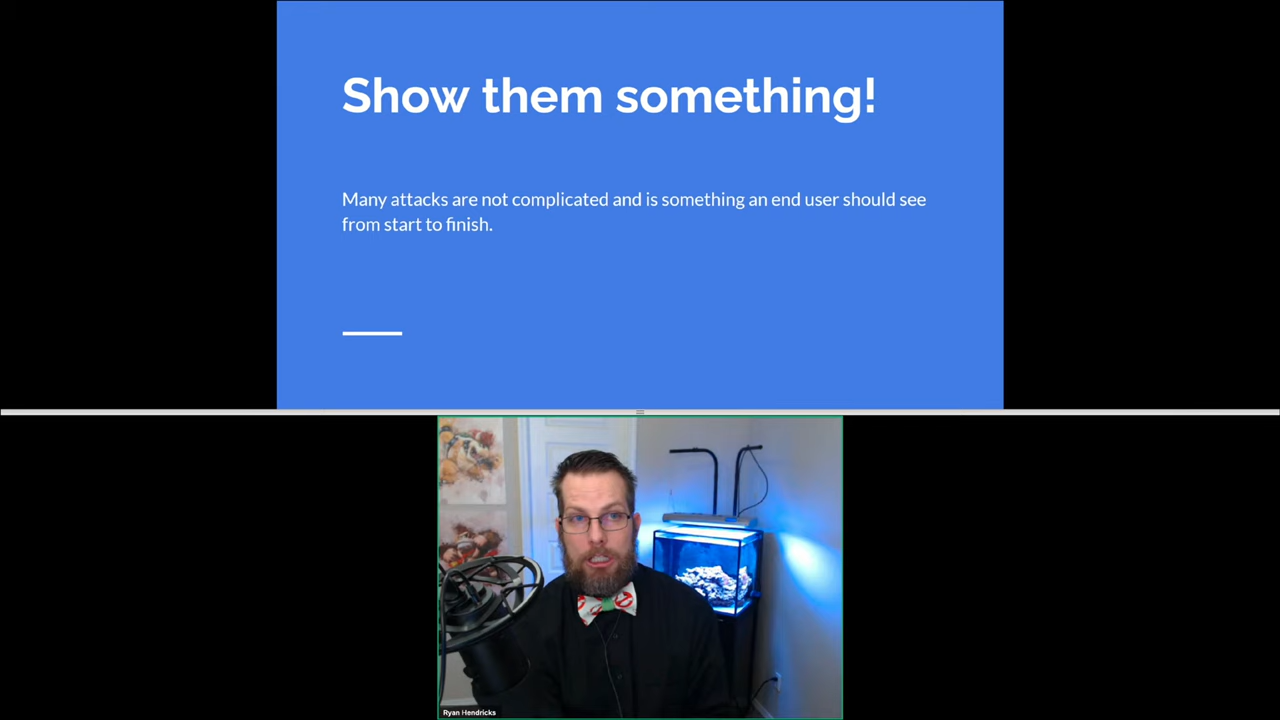 Show them something!
Many attacks are not complicated and is something an end user should see
from start to finish.
Ryan Hendricks